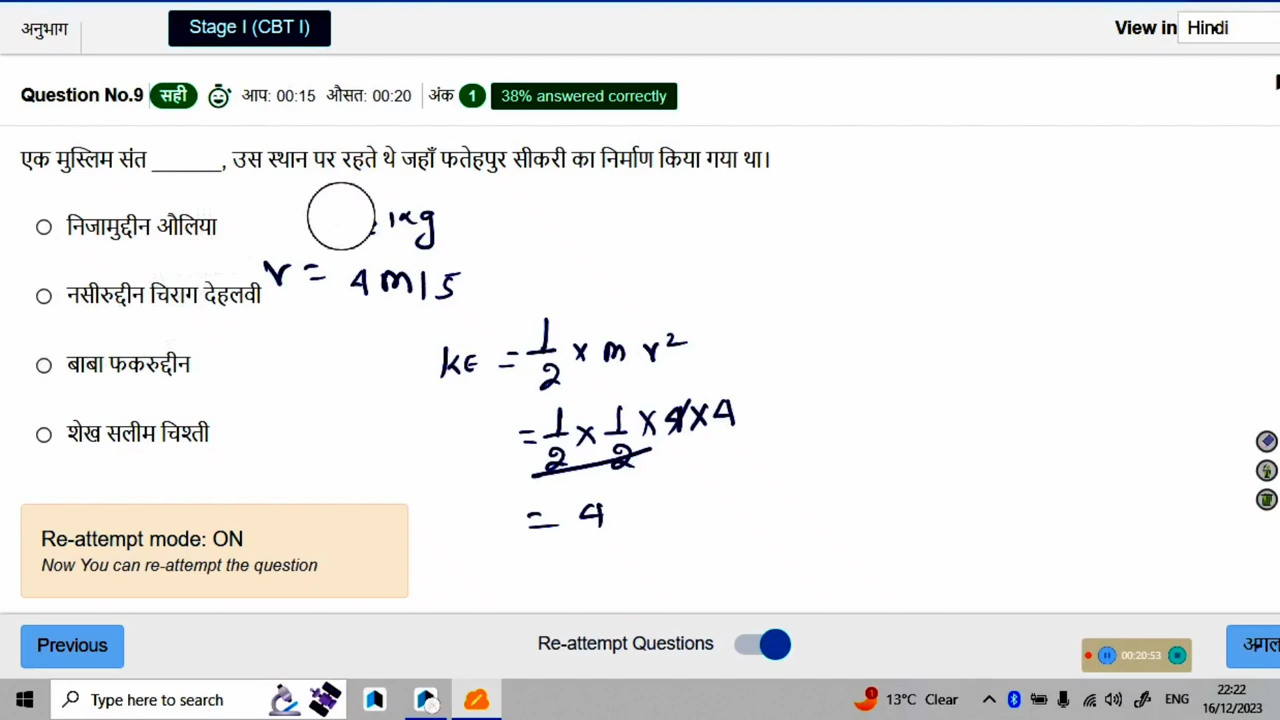 अनुभाग
Stage I (CBT I)
View in Hindi
Question No.9 सही आप: 00:15 औसत: 00:20 अंक 1 38% answered correctly
एक मुस्लिम संत ______, उस स्थान पर रहते थे जहाँ फतेहपुर सीकरी का निर्माण किया गया था।
निजामुद्दीन औलिया
नसीरुद्दीन चिराग देहलवी
बाबा फकरुद्दीन
शेख सलीम चिश्ती
1kg
v = 4 m/s
KE = 1/2 × m v²
= 1/2 × 1/2 × 4 × 4
= 4
Re-attempt mode: ON
Now You can re-attempt the question
Previous
Re-attempt Questions
00:20:53
Type here to search
1
13°C Clear
ENG
22:22
16/12/2023